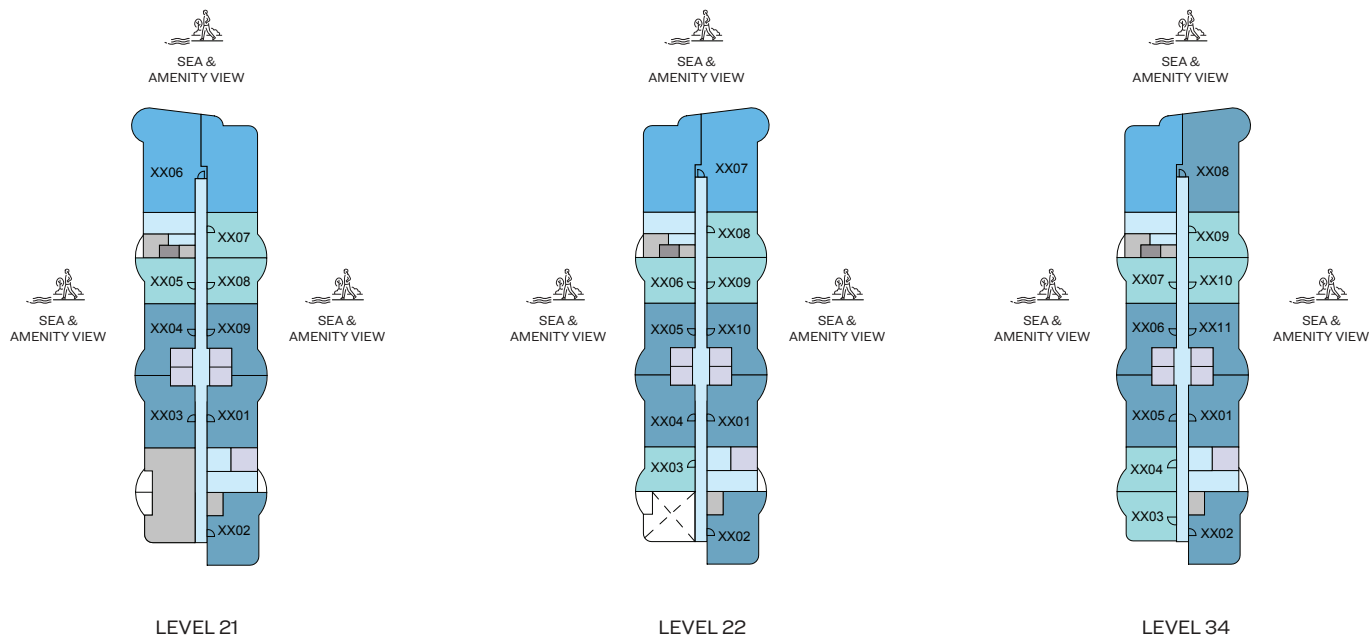 SEA &
AMENITY VIEW
XX06
XX07
XX05
XX08
SEA &
AMENITY VIEW
XX04
XX09
SEA &
AMENITY VIEW
XX03
XX01
XX02
LEVEL 21
SEA &
AMENITY VIEW
XX07
XX08
XX06
XX09
SEA &
AMENITY VIEW
XX05
XX10
SEA &
AMENITY VIEW
XX04
XX01
XX03
XX02
LEVEL 22
SEA &
AMENITY VIEW
XX08
XX09
XX07
XX10
SEA &
AMENITY VIEW
XX06
XX11
SEA &
AMENITY VIEW
XX05
XX01
XX04
XX03
XX02
LEVEL 34